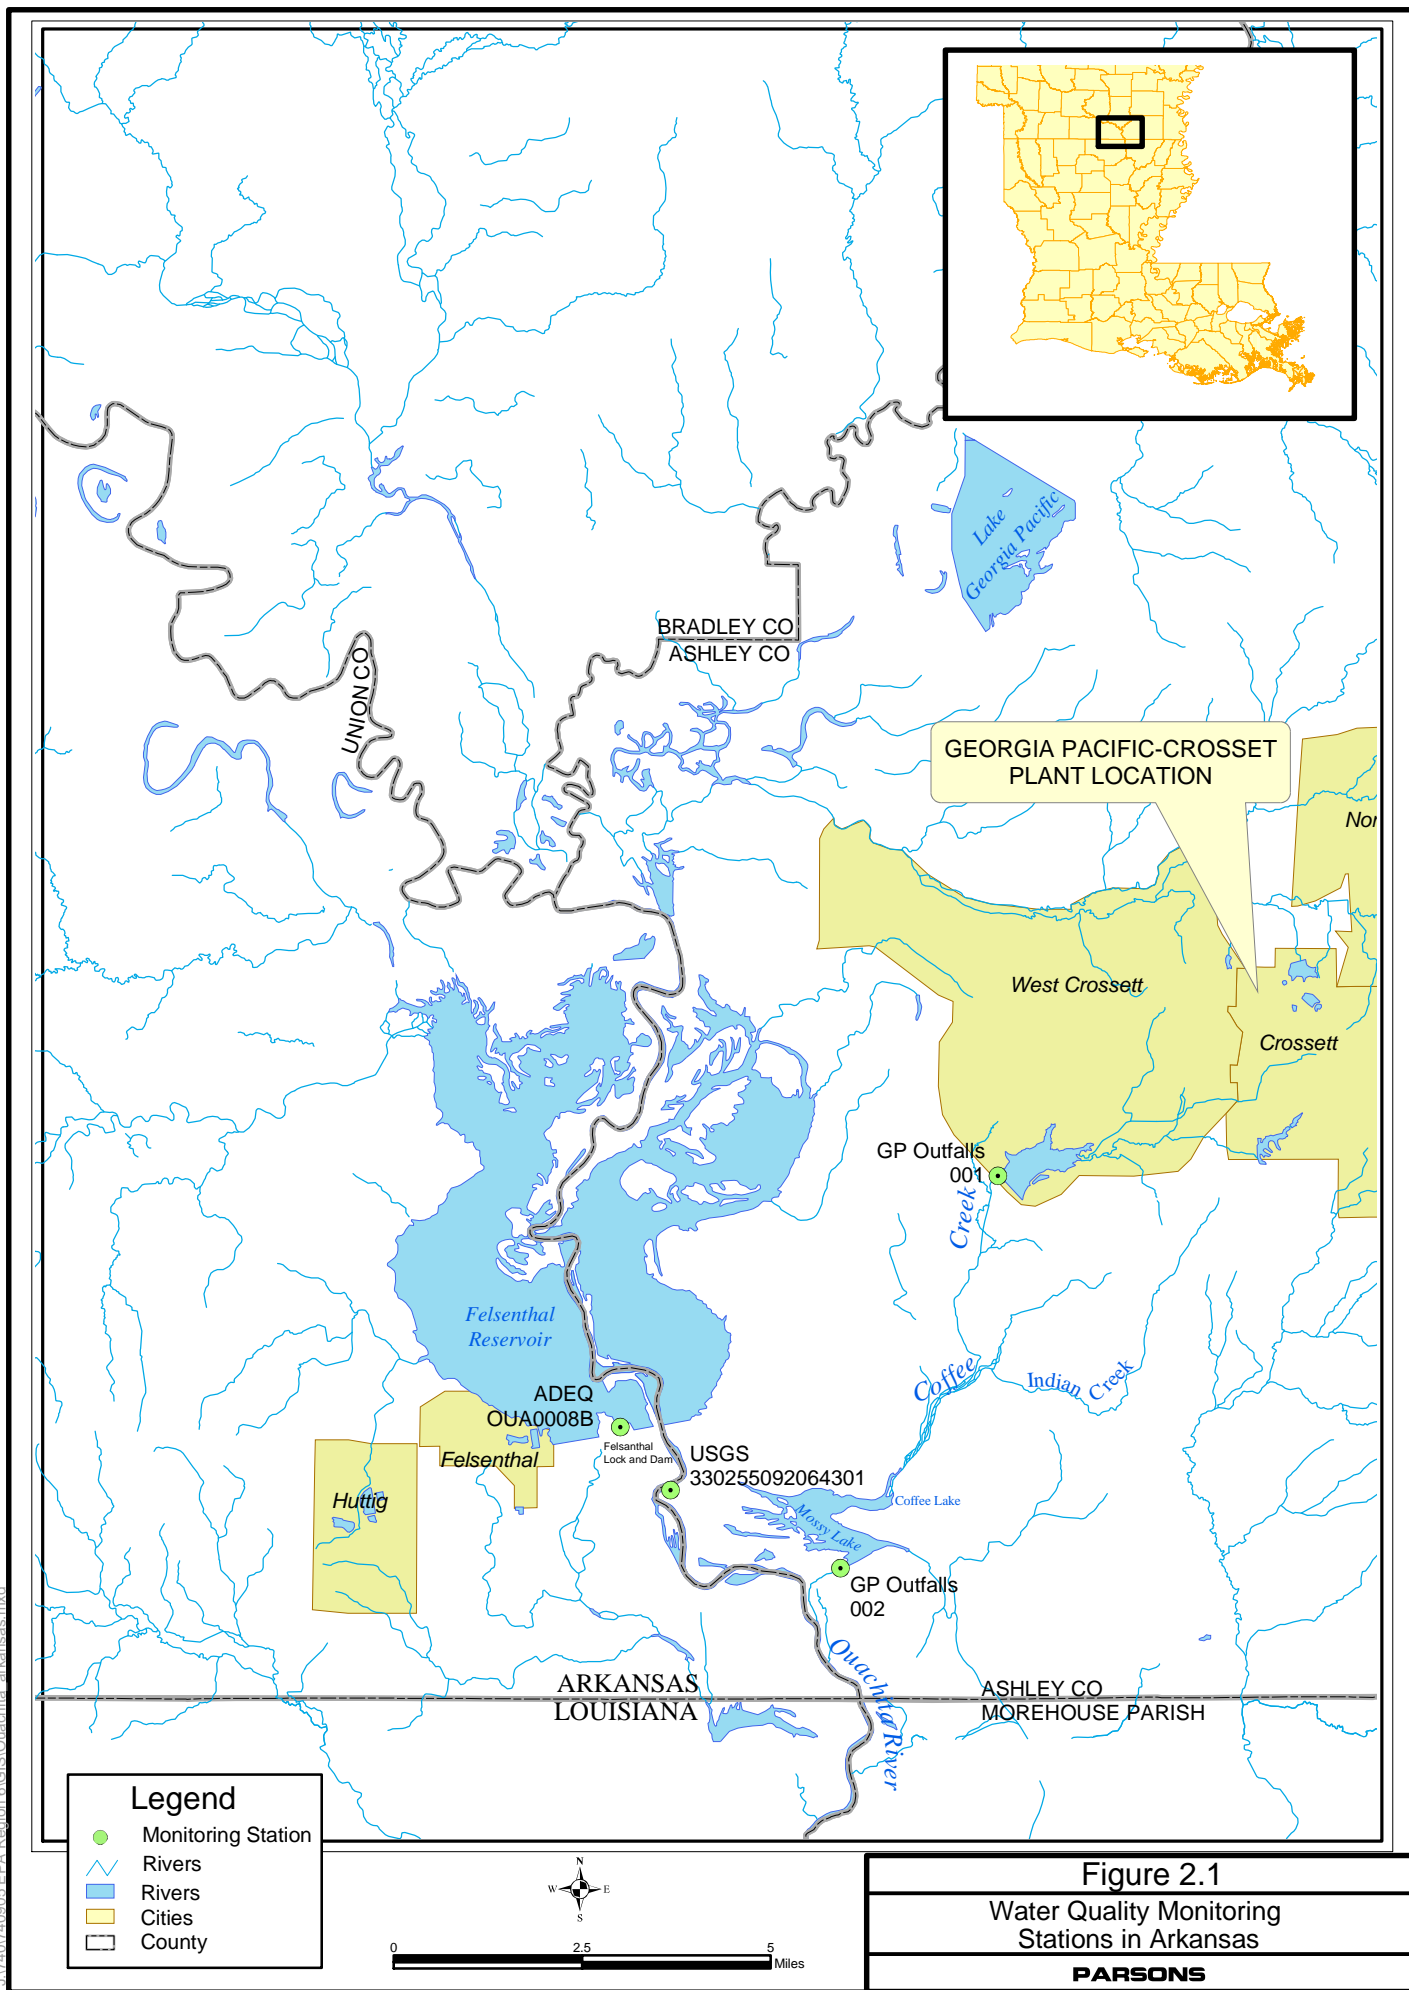 Lake
Georgia Pacific
BRADLEY CO
ASHLEY CO
UNION CO
GEORGIA PACIFIC-CROSSET
PLANT LOCATION
Nor
West Crossett
Crossett
GP Outfalls
001
Creek
Felsenthal
Reservoir
Coffee
Indian Creek
ADEQ
OUA0008B
Felsanthal
Lock and Dam
Felsenthal
USGS
330255092064301
Huttig
Coffee Lake
Mossy Lake
GP Outfalls
002
Ouachita River
ARKANSAS
LOUISIANA
ASHLEY CO
MOREHOUSE PARISH
Legend
Monitoring Station
Rivers
Rivers
Cities
County
N
W E
S
0 2.5 5
Miles
Figure 2.1
Water Quality Monitoring
Stations in Arkansas
PARSONS